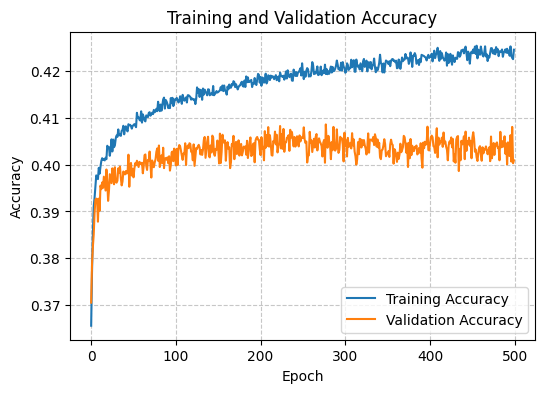 Training and Validation Accuracy
Accuracy
0.42
0.41
0.40
0.39
0.38
0.37
0
100
200
300
400
500
Epoch
Training Accuracy
Validation Accuracy